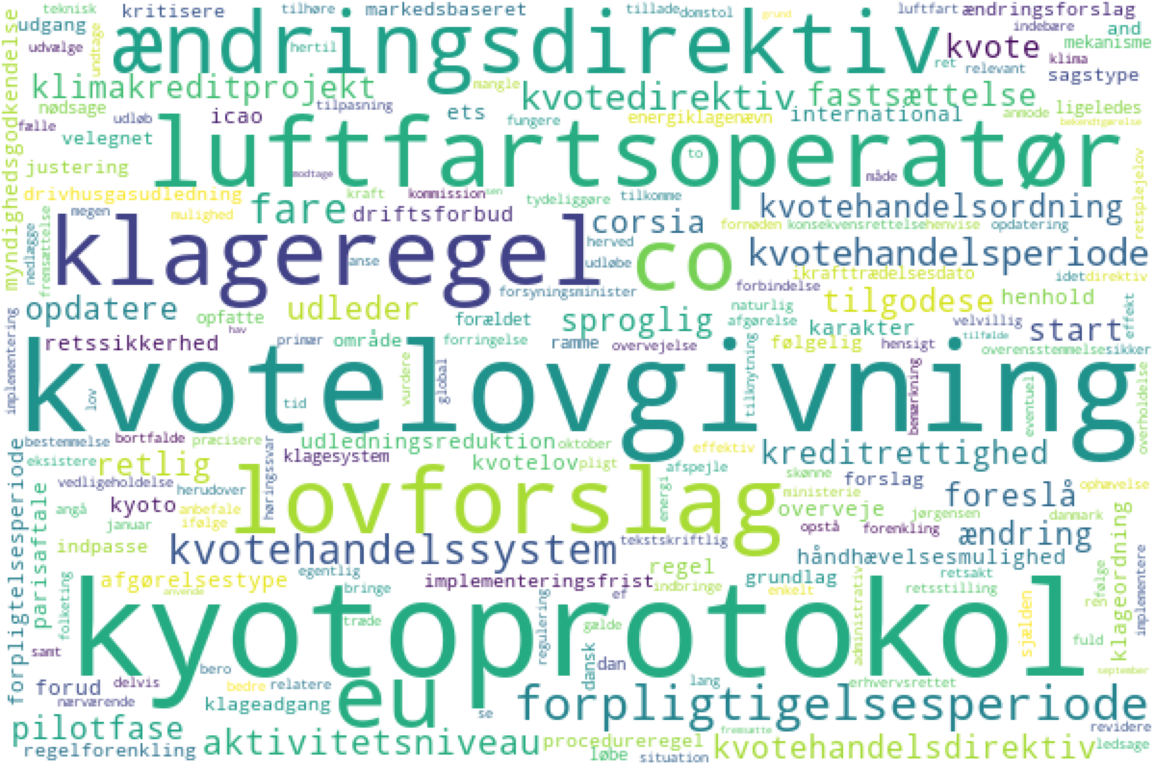 teknisk kritisere tilhøre markedsbaseret tillade domstol grund luftfart ændringsforslag
udgang hertil ændringsdirektiv kvote indebære and
udvælge undtage ret relevant klima mekanisme
klimakreditprojekt mangle kvotedirektiv fastsættelse sagstype
nødsage udløb tilpasning icao ets fungere energiklagenævn international anmode ligeledes
fælle velegnet luftfartsoperatør to bekendtgørelse
justering modtage måde
drivhusgasudledning kraft kommission sen tilkomme
myndighedsgodkendelse megen mulighed fare driftsforbud tydeliggøre corsia kvotehandelsordning retsplejelov
nedlægge fremsættelse klageregel anse herved udløbe co fornøden konsekvensrettelse henvise opdatering
kvotehandelsperiode
forsyningsminister ikrafttrædelsesdato idet direktiv
opdatere opfatte udleder forældet sproglig forbindelse naturlig tilgodese henhold
hav afgørelse karakter velvillig start effekt
implementering retssikkerhed primær område forringelse ramme overvejelse følgelig hensigt tilfælde overensstemmelse sikker
kvotelovgivning
lov tid vurdere global tilknytning bemærkning eventuel overholdelse
bestemmelse bortfalde præcisere udledningsreduktion oktober effektiv kreditrettighed
eksistere retlig klagesystem kvotelov pligt afspejle skønne forslag ophævelse
vedligeholdelse herudover høringssvar lovforslag energi ministerie foreslå
angå kyoto anbefale overveje jørgensen danmark
januar ifølge opstå forenkling ændring
forpligtelsesperiode parisaftale indpasse kvotehandelssystem tekstskriftlig håndhævelsesmulighed klageordning
egentlig regel grundlag retsakt følge implementere
afgørelsestype bringe implementeringsfrist ef indbringe enkelt retsstilling
folketing anvende kyotoprotokol
træde regulering gælde administrativ sjælden fuld
samt bero dansk dan lang erhvervsrettet september
forud delvis bedre relatere eu forpligtigelsesperiode
nærværende klageadgang se
pilotfase fremsætte revidere
regelforenkling aktivitetsniveau procedureregel løbe situation kvotehandelsdirektiv ledsage